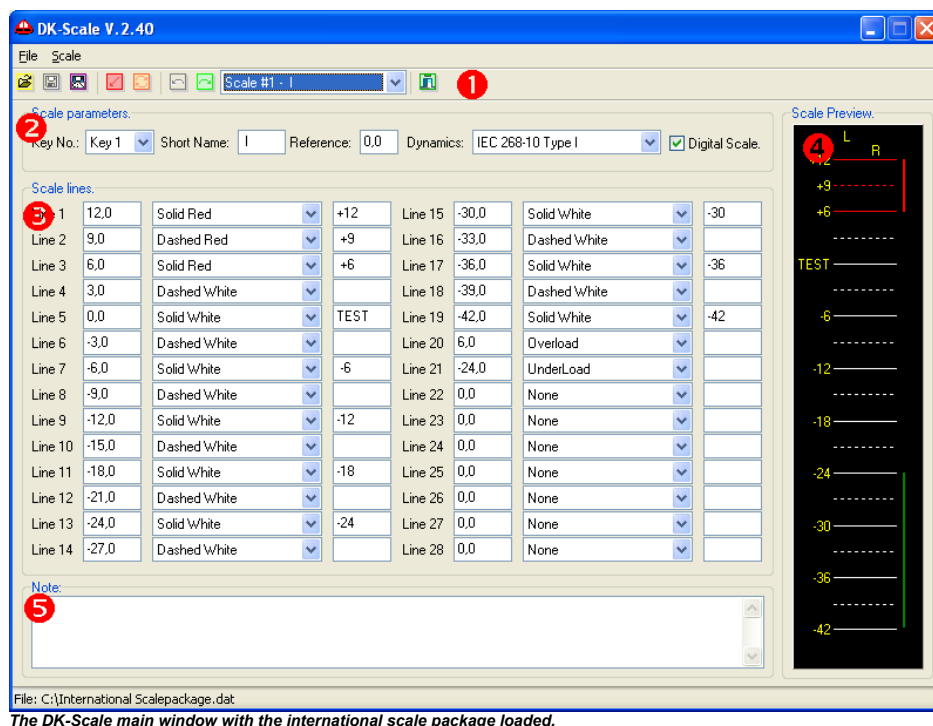 DK-Scale V.2.40
File Scale
Scale #1 - I
1
Scale parameters.
2
Key No.: Key 1 Short Name: I Reference: 0,0 Dynamics: IEC 268-10 Type I Digital Scale.
Scale lines.
3
Line 1 12,0 Solid Red +12 Line 15 -30,0 Solid White -30
Line 2 9,0 Dashed Red +9 Line 16 -33,0 Dashed White
Line 3 6,0 Solid Red +6 Line 17 -36,0 Solid White -36
Line 4 3,0 Dashed White Line 18 -39,0 Dashed White
Line 5 0,0 Solid White TEST Line 19 -42,0 Solid White -42
Line 6 -3,0 Dashed White Line 20 6,0 Overload
Line 7 -6,0 Solid White -6 Line 21 -24,0 UnderLoad
Line 8 -9,0 Dashed White Line 22 0,0 None
Line 9 -12,0 Solid White -12 Line 23 0,0 None
Line 10 -15,0 Dashed White Line 24 0,0 None
Line 11 -18,0 Solid White -18 Line 25 0,0 None
Line 12 -21,0 Dashed White Line 26 0,0 None
Line 13 -24,0 Solid White -24 Line 27 0,0 None
Line 14 -27,0 Dashed White Line 28 0,0 None
Note:
5
Scale Preview.
4
L
R
+12
+9
+6
TEST
-6
-12
-18
-24
-30
-36
-42
File: C:\International Scalepackage.dat
The DK-Scale main window with the international scale package loaded.